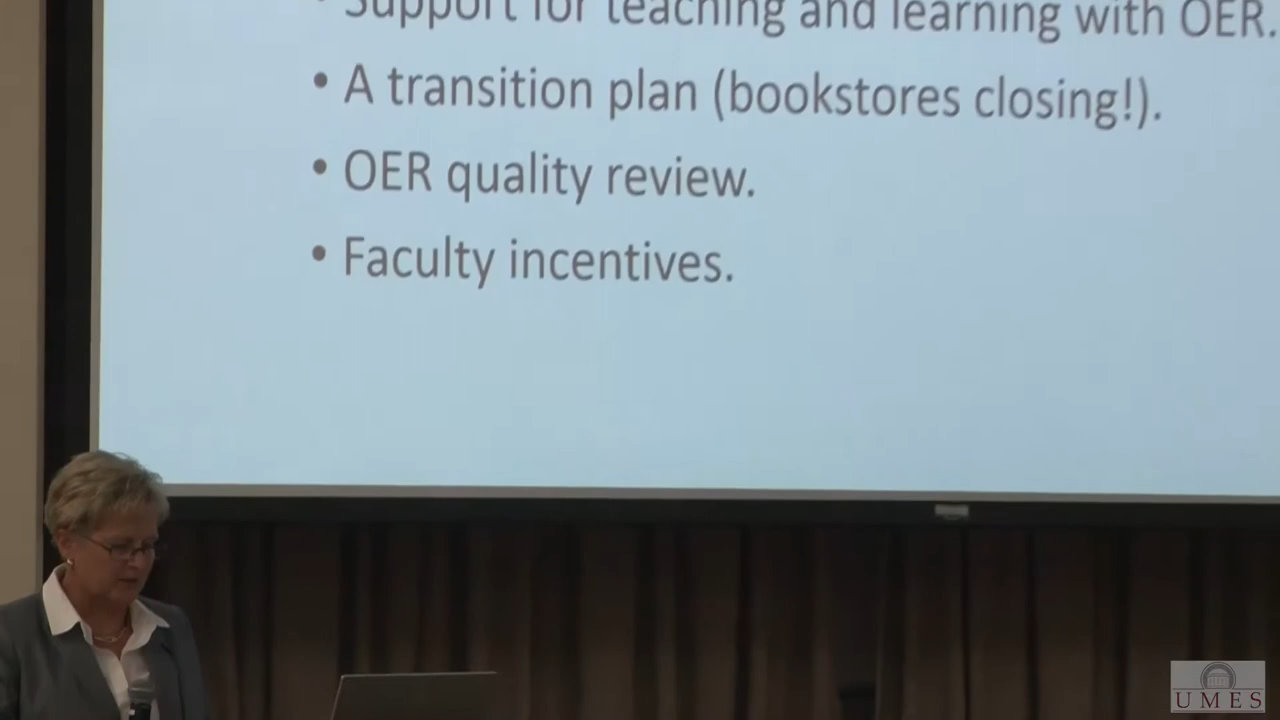 • Support for teaching and learning with OER.
• A transition plan (bookstores closing!).
• OER quality review.
• Faculty incentives.
UMES